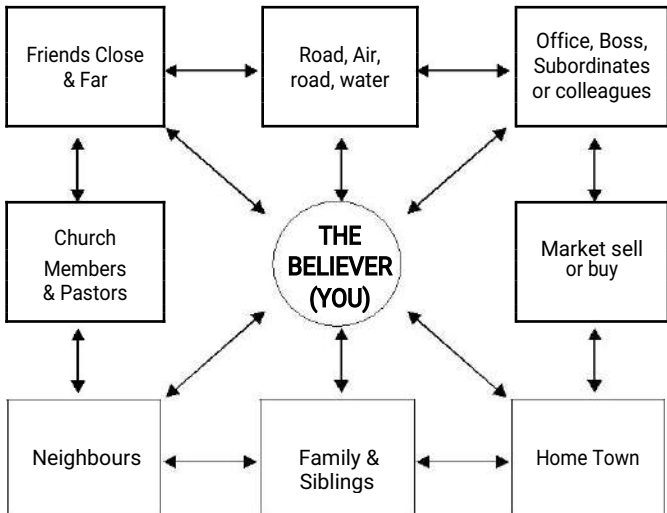 Friends Close
& Far
Road, Air,
road, water
Office, Boss,
Subordinates
or colleagues
Church
Members
& Pastors
THE
BELIEVER
(YOU)
Market sell
or buy
Neighbours
Family &
Siblings
Home Town